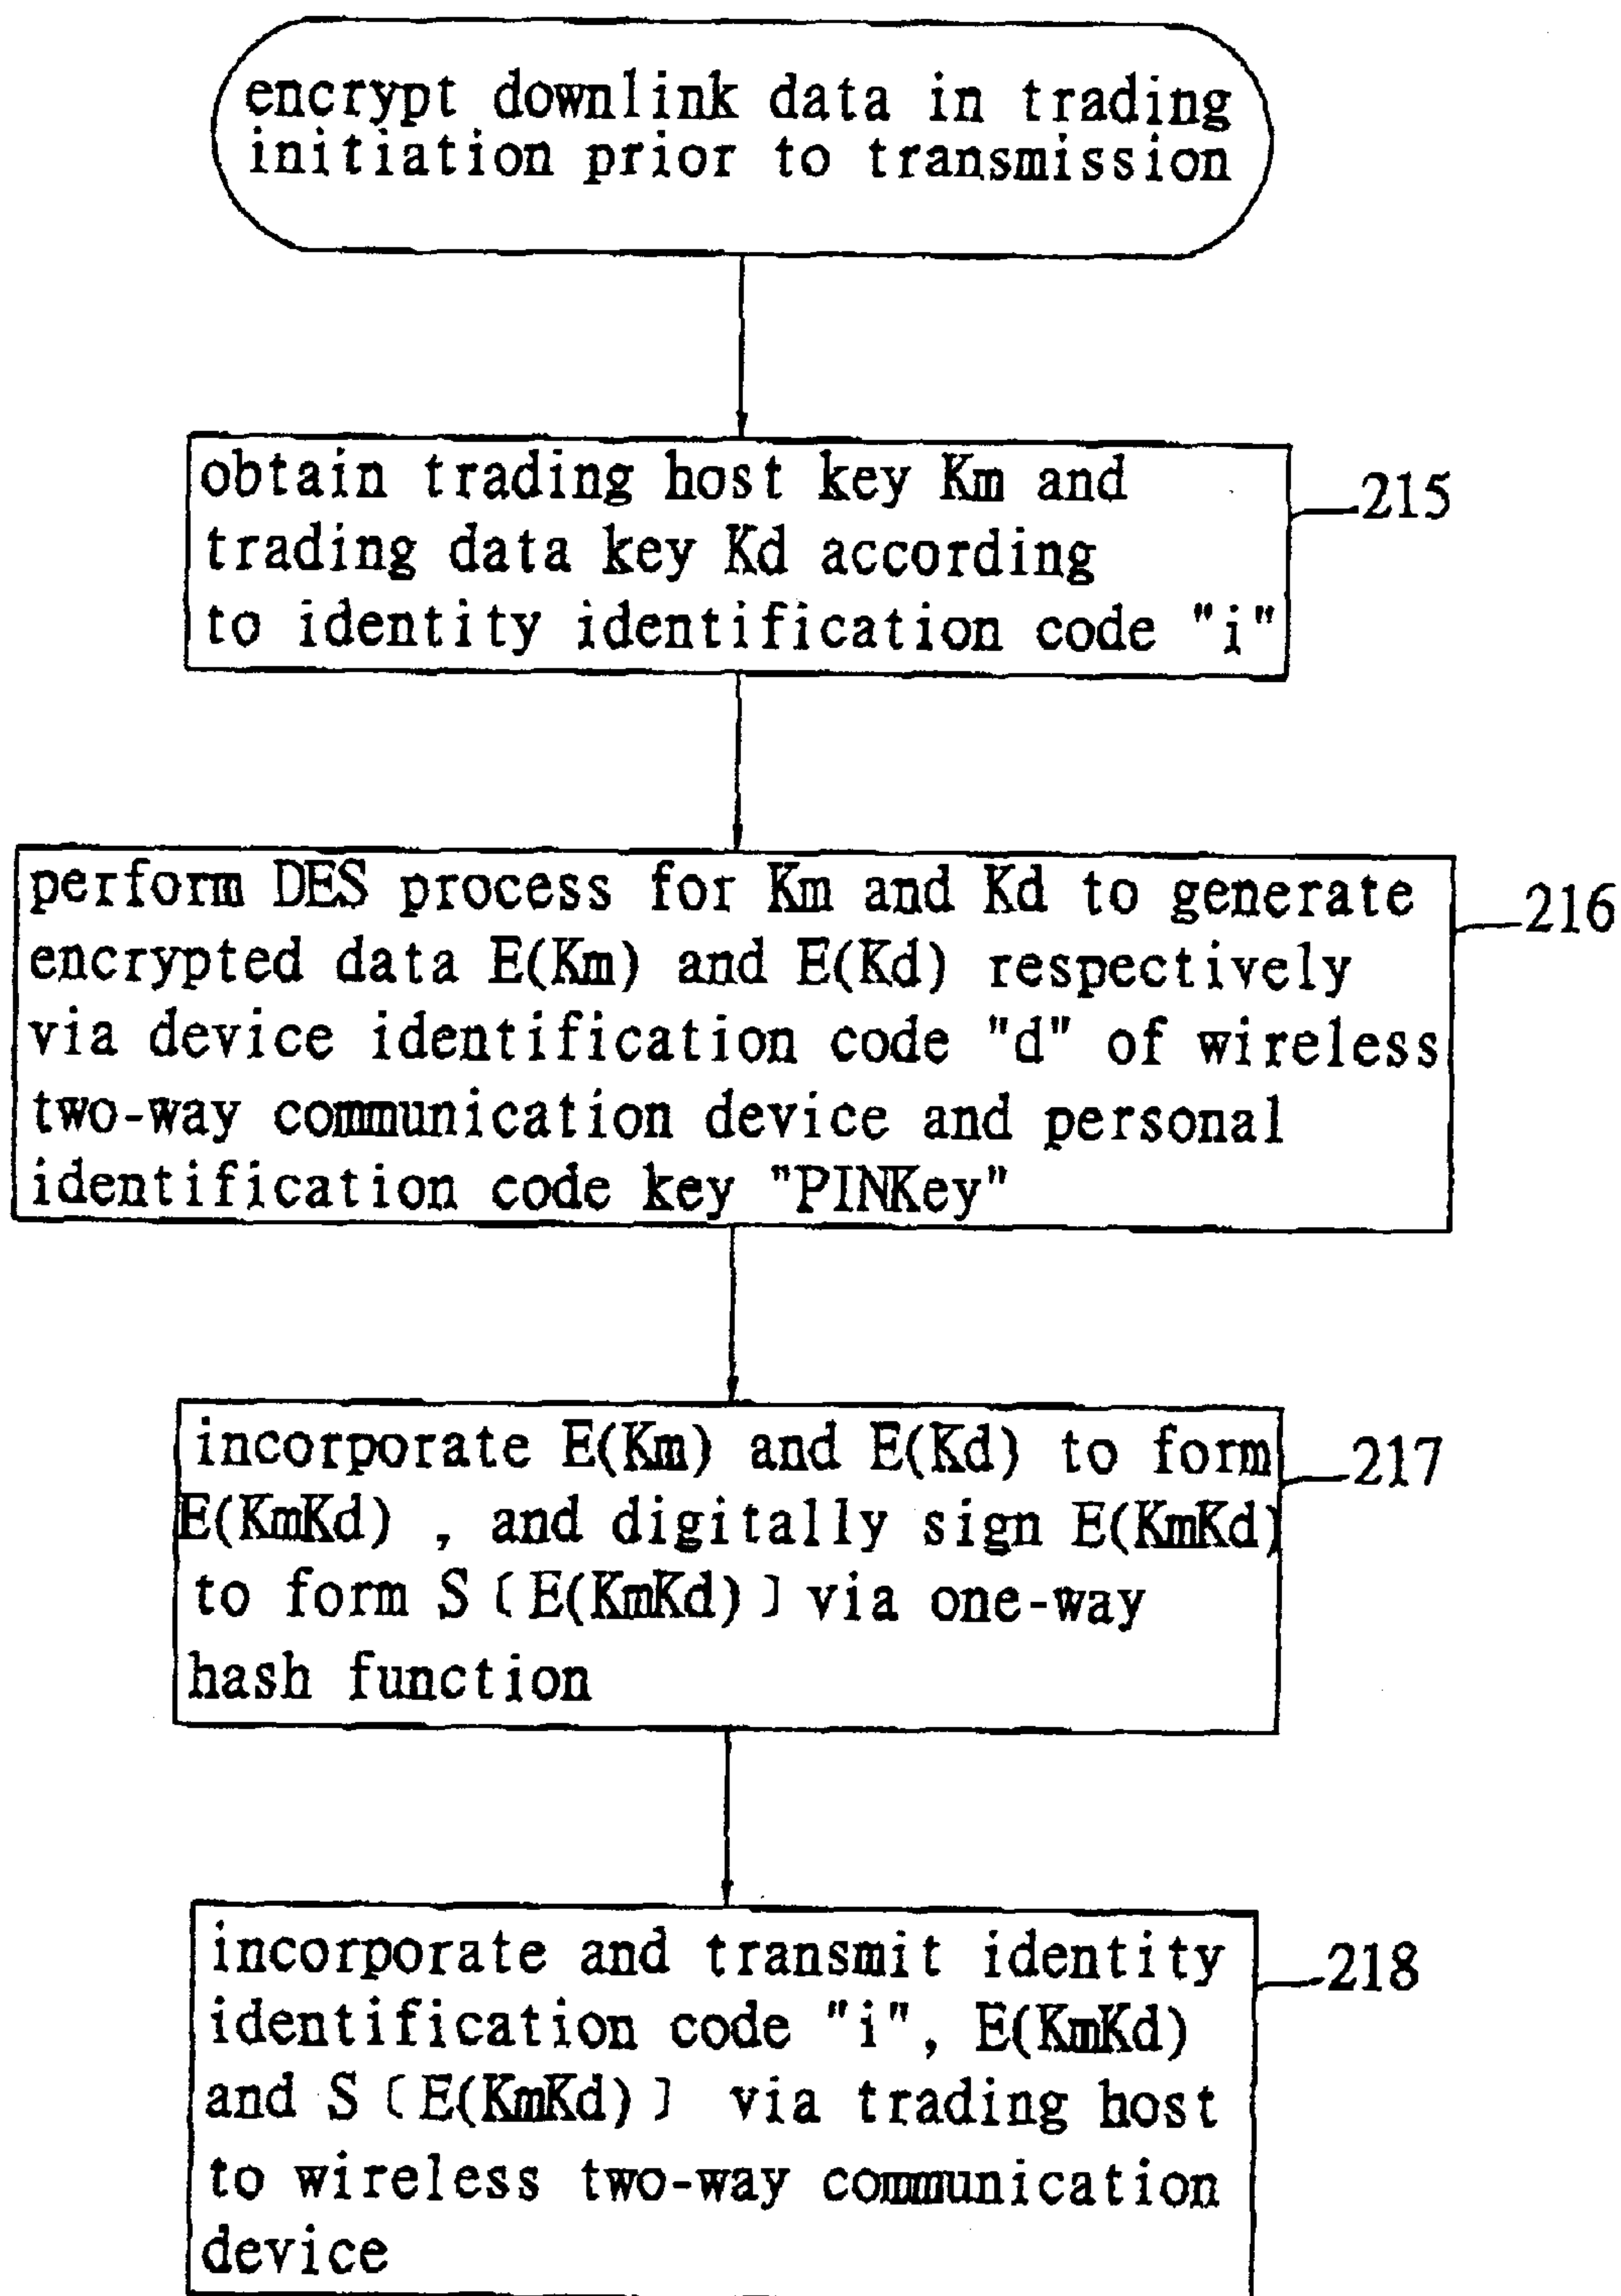 encrypt downlink data in trading
initiation prior to transmission
obtain trading host key Km and
trading data key Kd according
to identity identification code "i"
215
perform DES process for Km and Kd to generate
encrypted data E(Km) and E(Kd) respectively
via device identification code "d" of wireless
two-way communication device and personal
identification code key "PINKey"
216
incorporate E(Km) and E(Kd) to form
E(KmKd) , and digitally sign E(KmKd)
to form S〔E(KmKd)〕via one-way
hash function
217
incorporate and transmit identity
identification code "i", E(KmKd)
and S〔E(KmKd)〕 via trading host
to wireless two-way communication
device
218